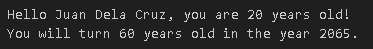 Hello Juan Dela Cruz, you are 20 years old!
You will turn 60 years old in the year 2065.